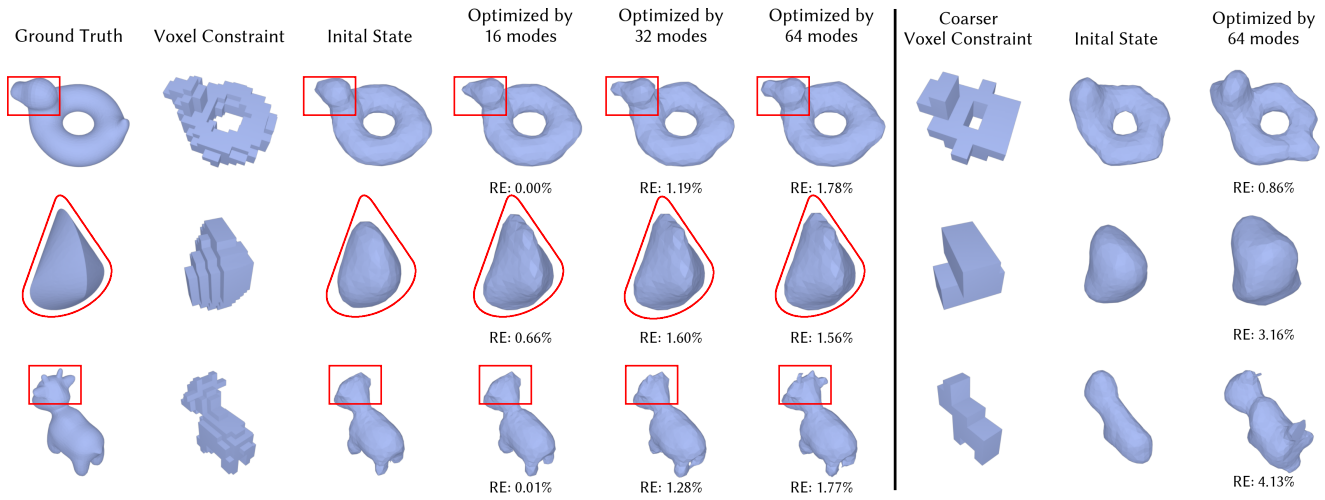 Ground Truth
Voxel Constraint
Inital State
Optimized by
16 modes
Optimized by
32 modes
Optimized by
64 modes
Coarser
Voxel Constraint
Inital State
Optimized by
64 modes
RE: 0.00%
RE: 1.19%
RE: 1.78%
RE: 0.86%
RE: 0.66%
RE: 1.60%
RE: 1.56%
RE: 3.16%
RE: 0.01%
RE: 1.28%
RE: 1.77%
RE: 4.13%